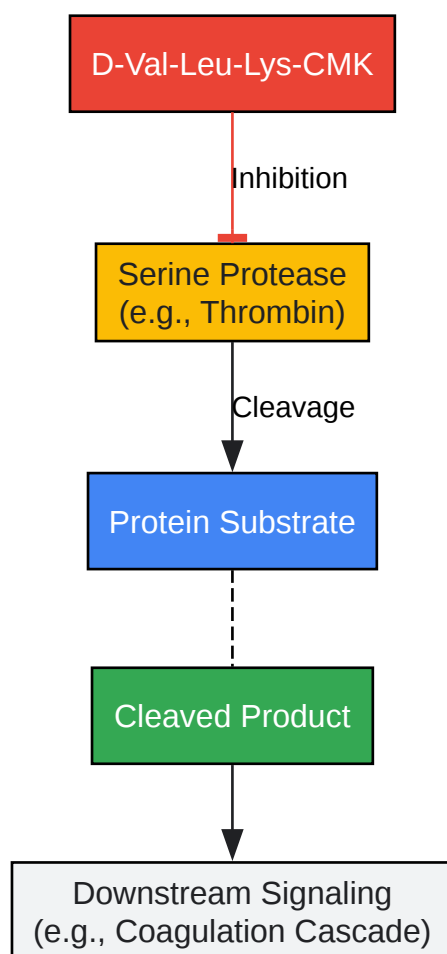 D-Val-Leu-Lys-CMK
Inhibition
Serine Protease
(e.g., Thrombin)
Cleavage
Protein Substrate
Cleaved Product
Downstream Signaling
(e.g., Coagulation Cascade)